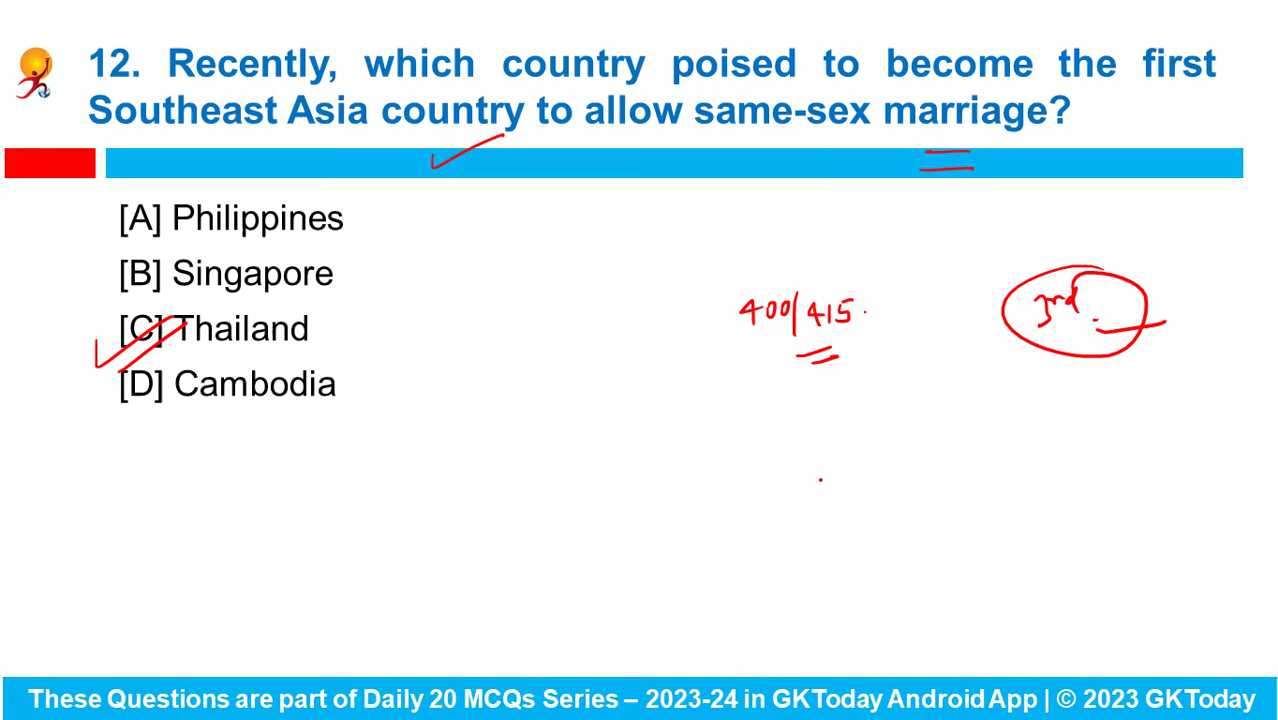 12. Recently, which country poised to become the first
Southeast Asia country to allow same-sex marriage?
[A] Philippines
[B] Singapore
[C] Thailand
[D] Cambodia
400/415
3rd
These Questions are part of Daily 20 MCQs Series – 2023-24 in GKToday Android App | © 2023 GKToday